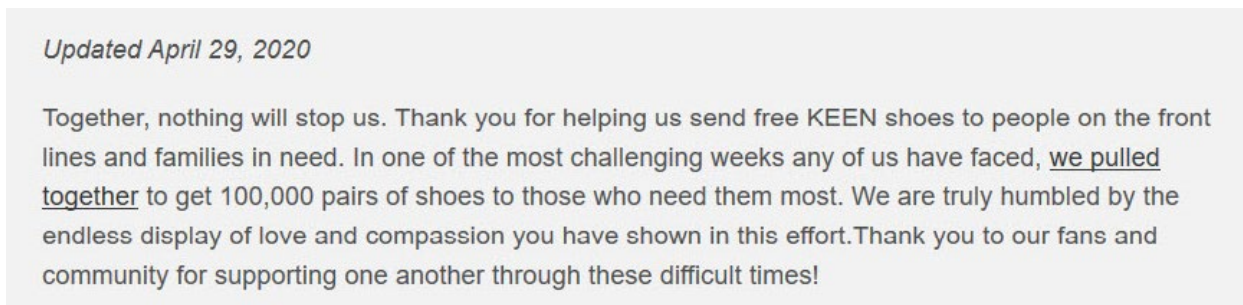 Updated April 29, 2020
Together, nothing will stop us. Thank you for helping us send free KEEN shoes to people on the front
lines and families in need. In one of the most challenging weeks any of us have faced, we pulled
together to get 100,000 pairs of shoes to those who need them most. We are truly humbled by the
endless display of love and compassion you have shown in this effort.Thank you to our fans and
community for supporting one another through these difficult times!